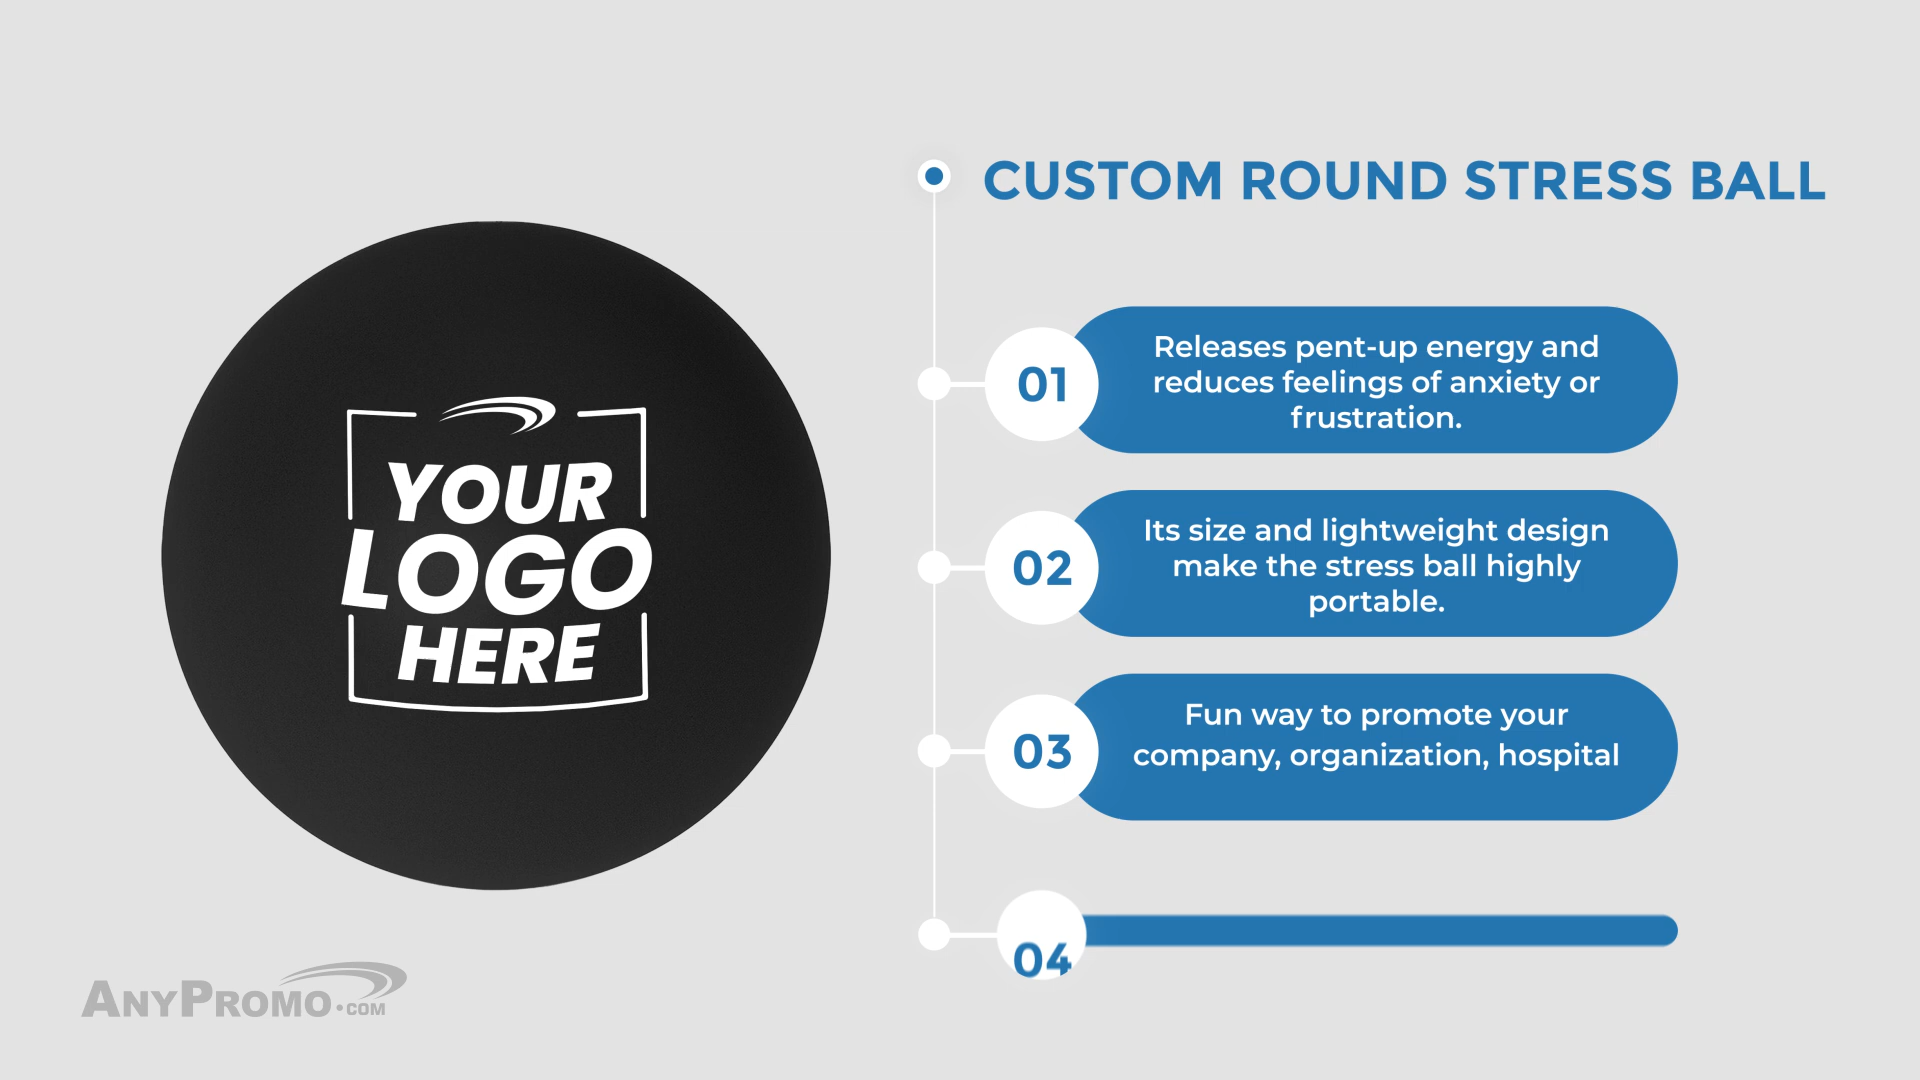 CUSTOM ROUND STRESS BALL
01
Releases pent-up energy and
reduces feelings of anxiety or
frustration.
02
Its size and lightweight design
make the stress ball highly
portable.
03
Fun way to promote your
company, organization, hospital
04
YOUR
LOGO
HERE
ANYPROMO.COM